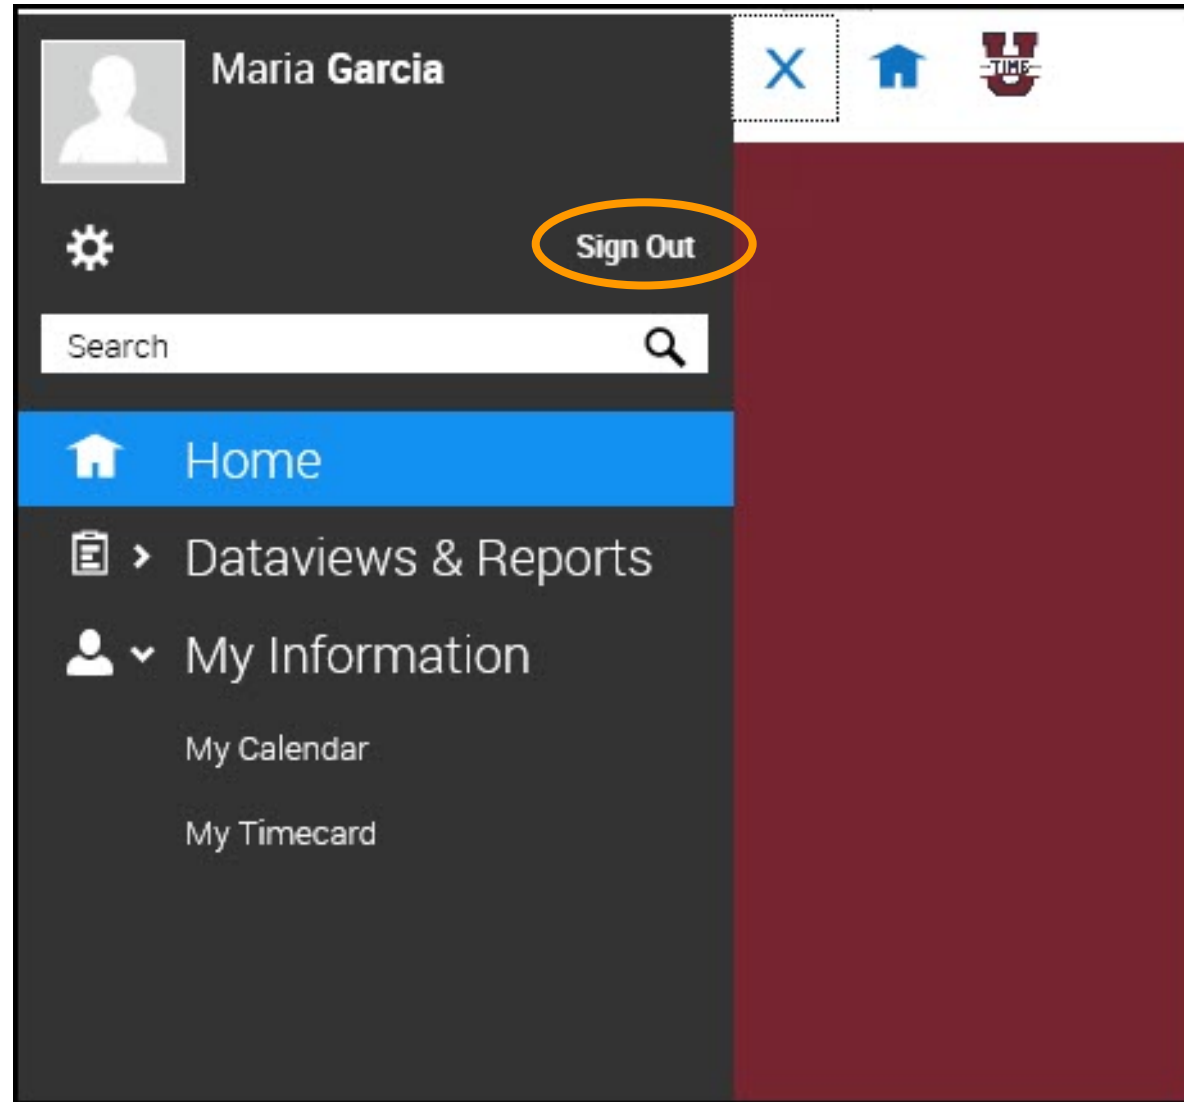 Maria Garcia
U
TIME
Sign Out
Search
Home
Dataviews & Reports
My Information
My Calendar
My Timecard